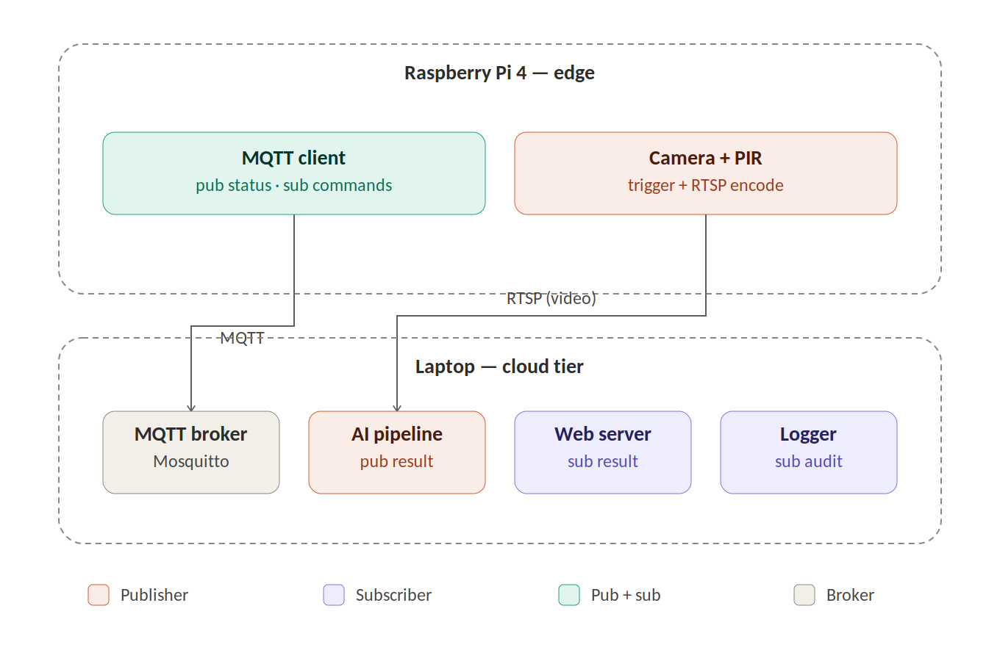 Raspberry Pi 4 — edge
MQTT client
pub status · sub commands
Camera + PIR
trigger + RTSP encode
RTSP (video)
MQTT
Laptop — cloud tier
MQTT broker
Mosquitto
AI pipeline
pub result
Web server
sub result
Logger
sub audit
Publisher
Subscriber
Pub + sub
Broker